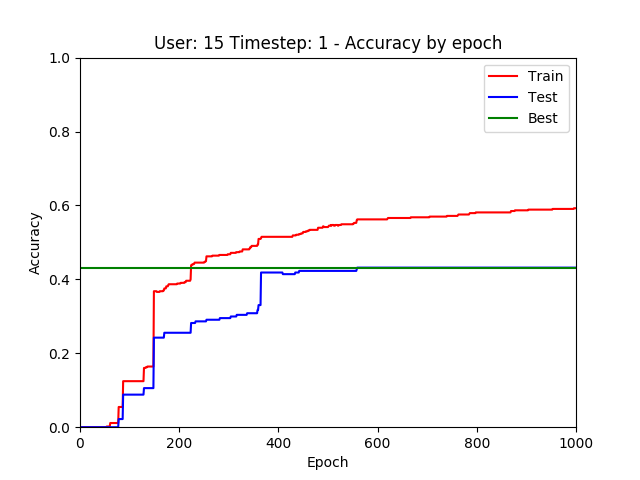 User: 15 Timestep: 1 - Accuracy by epoch
1.0
0.8
0.6
0.4
0.2
0.0
Accuracy
Train
Test
Best
0 200 400 600 800 1000
Epoch